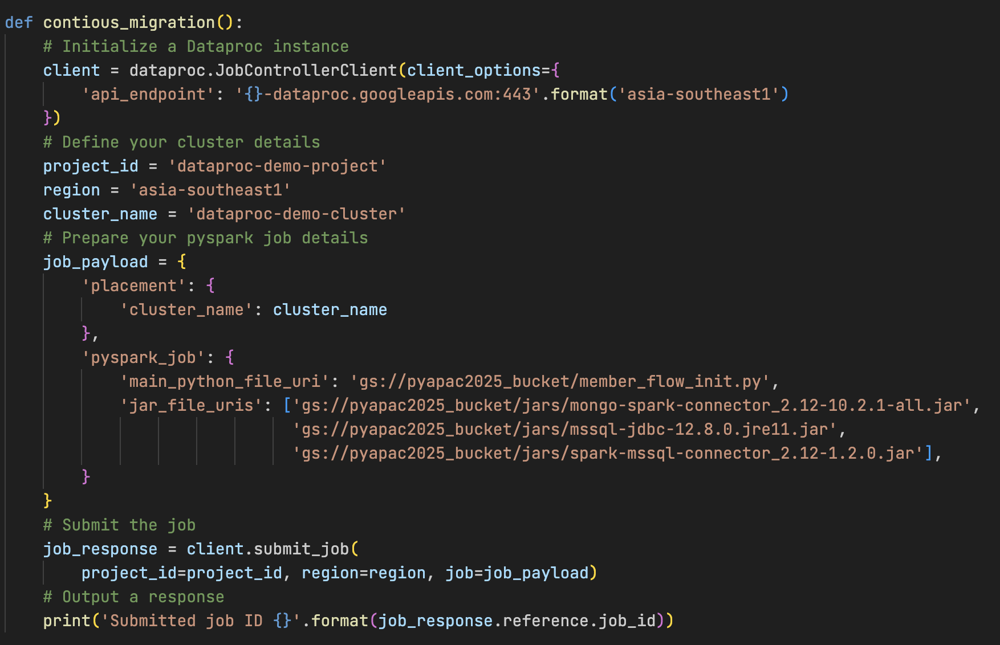 def contious_migration():
    # Initialize a Dataproc instance
    client = dataproc.JobControllerClient(client_options={
        'api_endpoint': '{}-dataproc.googleapis.com:443'.format('asia-southeast1')
    })
    # Define your cluster details
    project_id = 'dataproc-demo-project'
    region = 'asia-southeast1'
    cluster_name = 'dataproc-demo-cluster'
    # Prepare your pyspark job details
    job_payload = {
        'placement': {
            'cluster_name': cluster_name
        },
        'pyspark_job': {
            'main_python_file_uri': 'gs://pyapac2025_bucket/member_flow_init.py',
            'jar_file_uris': ['gs://pyapac2025_bucket/jars/mongo-spark-connector_2.12-10.2.1-all.jar',
                              'gs://pyapac2025_bucket/jars/mssql-jdbc-12.8.0.jre11.jar',
                              'gs://pyapac2025_bucket/jars/spark-mssql-connector_2.12-1.2.0.jar'],
        }
    }
    # Submit the job
    job_response = client.submit_job(
        project_id=project_id, region=region, job=job_payload)
    # Output a response
    print('Submitted job ID {}'.format(job_response.reference.job_id))